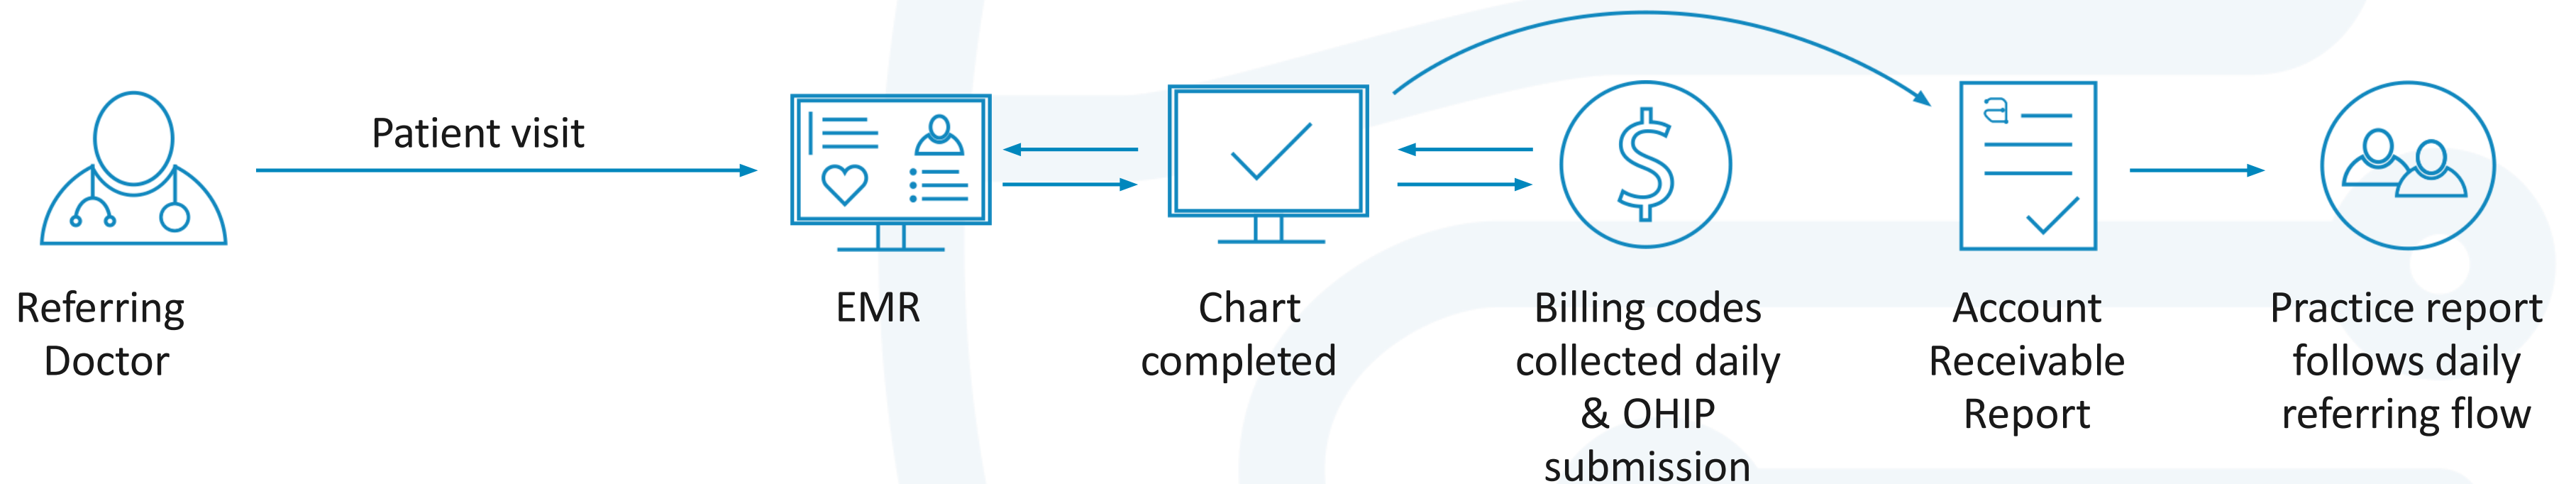 Patient visit
Referring
Doctor
EMR
Chart
completed
Billing codes
collected daily
& OHIP
submission
Account
Receivable
Report
Practice report
follows daily
referring flow